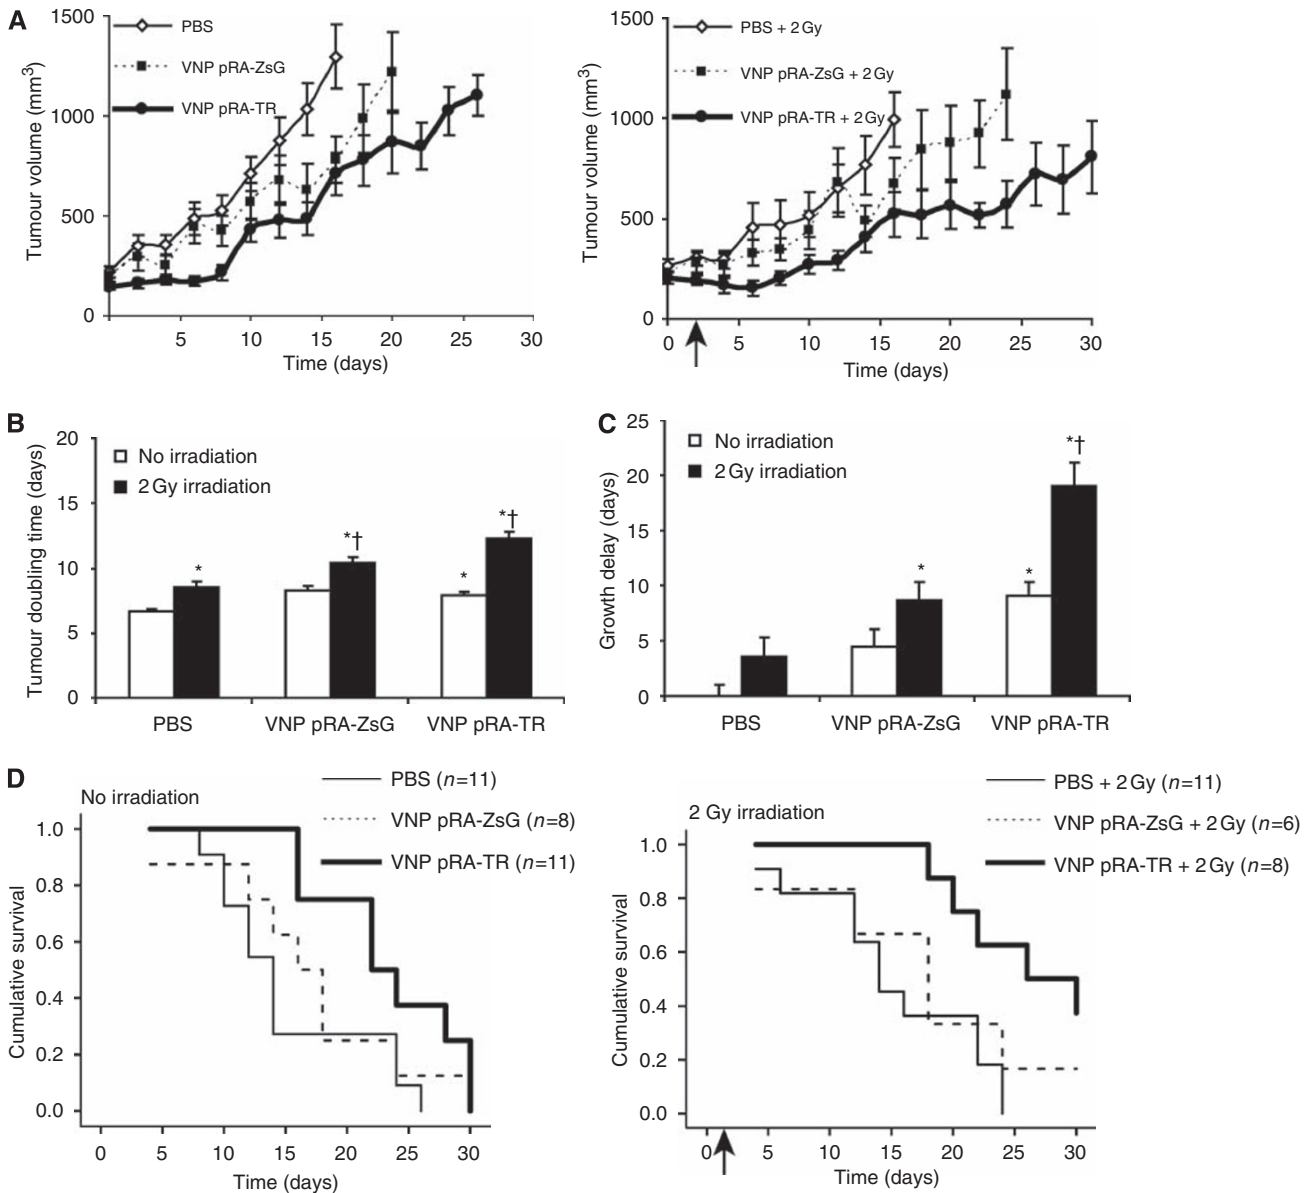 A
1500
1000
500
0
Tumour volume (mm3)
PBS
VNP pRA-ZsG
VNP pRA-TR
5 10 15 20 25 30
Time (days)
1500
1000
500
0
Tumour volume (mm3)
PBS + 2 Gy
VNP pRA-ZsG + 2 Gy
VNP pRA-TR + 2 Gy
0 5 10 15 20 25 30
Time (days)
B
20
15
10
5
0
Tumour doubling time (days)
No irradiation
2 Gy irradiation
*
*†
*
*†
PBS VNP pRA-ZsG VNP pRA-TR
C
25
20
15
10
5
0
Growth delay (days)
No irradiation
2 Gy irradiation
*
*
*†
PBS VNP pRA-ZsG VNP pRA-TR
D
No irradiation
PBS (n=11)
VNP pRA-ZsG (n=8)
VNP pRA-TR (n=11)
1.0
0.8
0.6
0.4
0.2
0.0
Cumulative survival
0 5 10 15 20 25 30
Time (days)
2 Gy irradiation
PBS + 2 Gy (n=11)
VNP pRA-ZsG + 2 Gy (n=6)
VNP pRA-TR + 2 Gy (n=8)
1.0
0.8
0.6
0.4
0.2
0.0
Cumulative survival
0 5 10 15 20 25 30
Time (days)